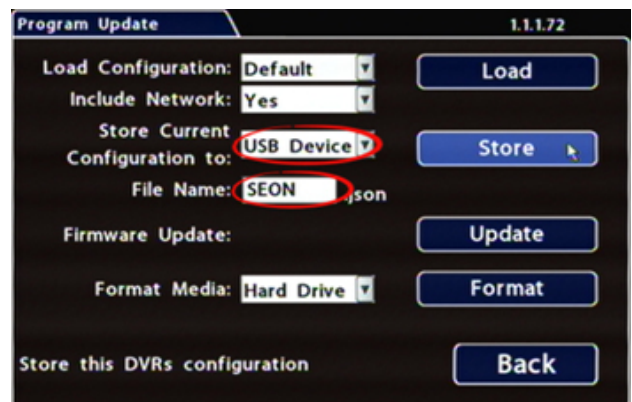 Program Update 1.1.1.72
Load Configuration: Default Load
Include Network: Yes
Store Current
Configuration to: USB Device Store
File Name: SEON .json
Firmware Update: Update
Format Media: Hard Drive Format
Store this DVRs configuration Back